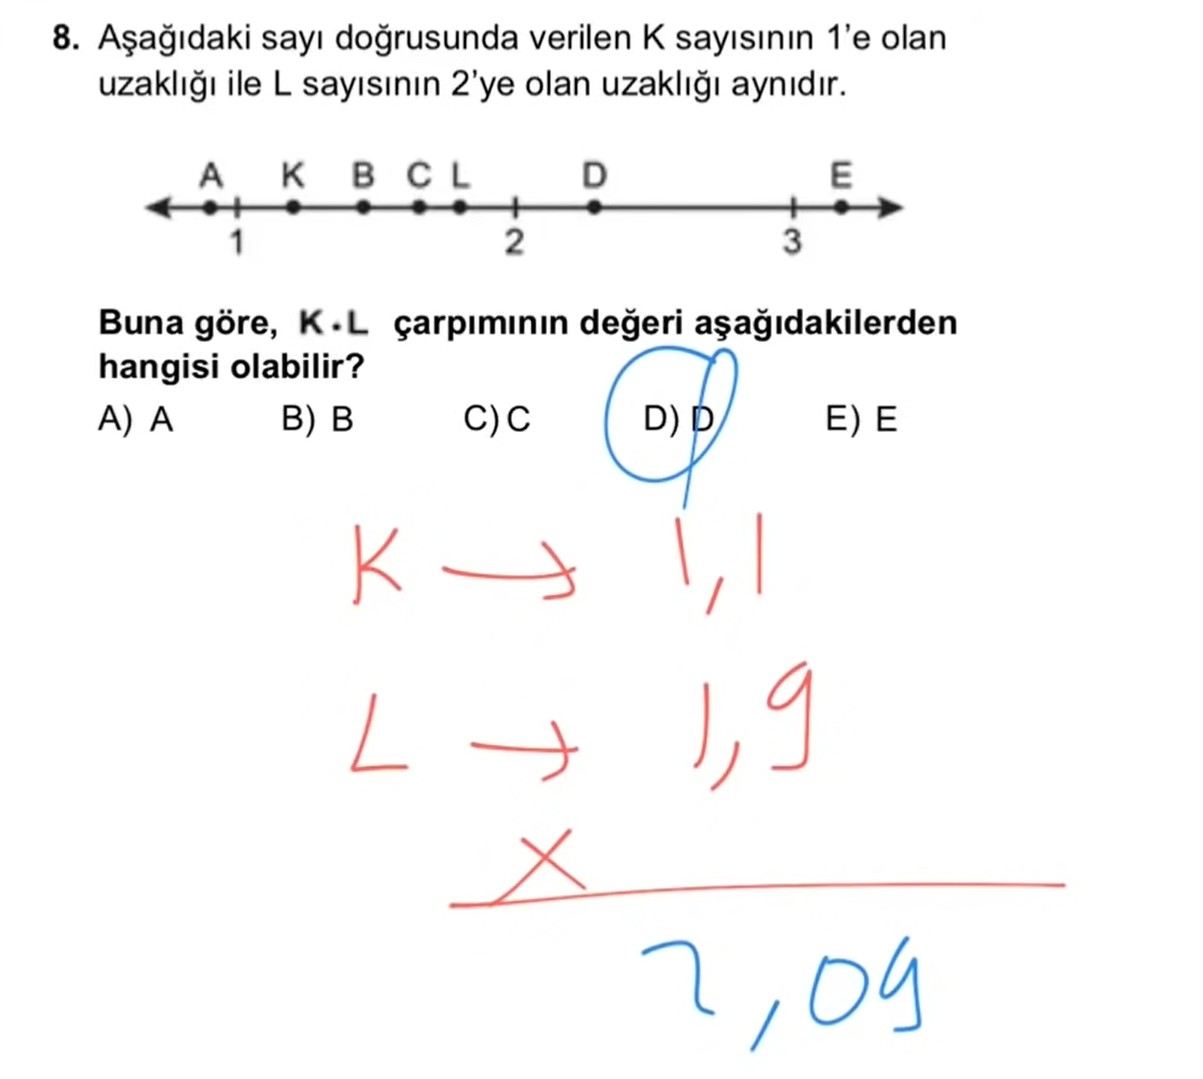 8. Aşağıdaki sayı doğrusunda verilen K sayısının 1'e olan
uzaklığı ile L sayısının 2'ye olan uzaklığı aynıdır.
A K B C L D E
1 2 3
Buna göre, K·L çarpımının değeri aşağıdakilerden
hangisi olabilir?
A) A B) B C) C D) D E) E
K → 1,1
L → 1,9
X
2,09